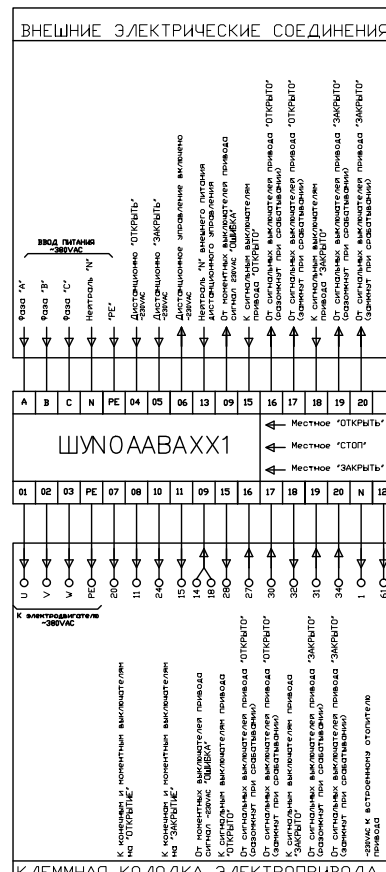 ВНЕШНИЕ ЭЛЕКТРИЧЕСКИЕ СОЕДИНЕНИЯ
ВВОД ПИТАНИЯ
~380VAC
Фаза "A"
Фаза "B"
Фаза "C"
Нейтраль "N"
"PE"
Дистанционно "ОТКРЫТЬ"
~230VAC
Дистанционно "ЗАКРЫТЬ"
~230VAC
Дистанционное управление включено
~230VAC
Нейтраль "N" внешнего питания
дистанционного управления
От моментных выключателей привода
сигнал 230VAC "ОШИБКА"
К сигнальным выключателям
привода "ОТКРЫТО"
От сигнальных выключателей привода "ОТКРЫТО"
(разомкнут при срабатывании)
От сигнальных выключателей привода "ОТКРЫТО"
(замкнут при срабатывании)
К сигнальным выключателям
привода "ЗАКРЫТО"
От сигнальных выключателей привода "ЗАКРЫТО"
(разомкнут при срабатывании)
От сигнальных выключателей привода "ЗАКРЫТО"
(замкнут при срабатывании)
A B C N PE 04 05 06 13 09 15 16 17 18 19 20
ШУN0AABAXX1
Местное "ОТКРЫТЬ"
Местное "СТОП"
Местное "ЗАКРЫТЬ"
01 02 03 PE 07 08 10 11 09 15 16 17 18 19 20 N 12
U V W PE 20 11 24 15 14 18 28 27 30 32 31 34 1 61
К электродвигателю
~380VAC
К конечным и моментным выключателям
на "ОТКРЫТИЕ"
К конечным и моментным выключателям
на "ЗАКРЫТИЕ"
От моментных выключателей привода
сигнал ~230VAC "ОШИБКА"
К сигнальным выключателям привода
"ОТКРЫТО"
От сигнальных выключателей привода "ОТКРЫТО"
(разомкнут при срабатывании)
От сигнальных выключателей привода "ОТКРЫТО"
(замкнут при срабатывании)
К сигнальным выключателям привода
"ЗАКРЫТО"
От сигнальных выключателей привода "ЗАКРЫТО"
(разомкнут при срабатывании)
От сигнальных выключателей привода "ЗАКРЫТО"
(замкнут при срабатывании)
~230VAC к встроенному отопителю
привода
КЛЕММНАЯ КОЛОДКА ЭЛЕКТРОПРИВОДА